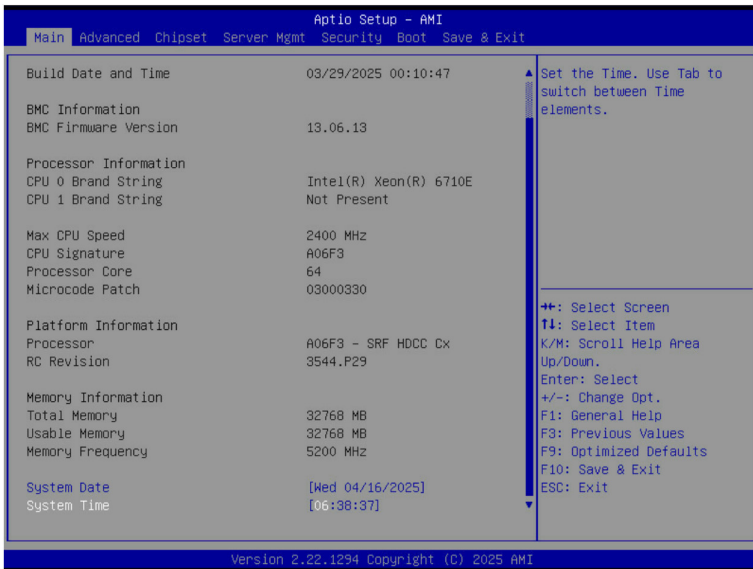 Aptio Setup – AMI
Main Advanced Chipset Server Mgmt Security Boot Save & Exit
Build Date and Time 03/29/2025 00:10:47
BMC Information
BMC Firmware Version 13.06.13
Processor Information
CPU 0 Brand String Intel(R) Xeon(R) 6710E
CPU 1 Brand String Not Present
Max CPU Speed 2400 MHz
CPU Signature A06F3
Processor Core 64
Microcode Patch 03000330
Platform Information
Processor A06F3 – SRF HDCC Cx
RC Revision 3544.P29
Memory Information
Total Memory 32768 MB
Usable Memory 32768 MB
Memory Frequency 5200 MHz
System Date [Wed 04/16/2025]
System Time [06:38:37]
Set the Time. Use Tab to
switch between Time
elements.
→←: Select Screen
↑↓: Select Item
K/M: Scroll Help Area
Up/Down.
Enter: Select
+/-: Change Opt.
F1: General Help
F3: Previous Values
F9: Optimized Defaults
F10: Save & Exit
ESC: Exit
Version 2.22.1294 Copyright (C) 2025 AMI